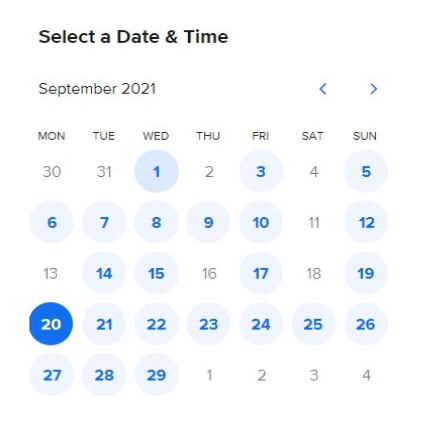 Select a Date & Time
September 2021
MON TUE WED THU FRI SAT SUN
30 31 1 2 3 4 5
6 7 8 9 10 11 12
13 14 15 16 17 18 19
20 21 22 23 24 25 26
27 28 29 1 2 3 4